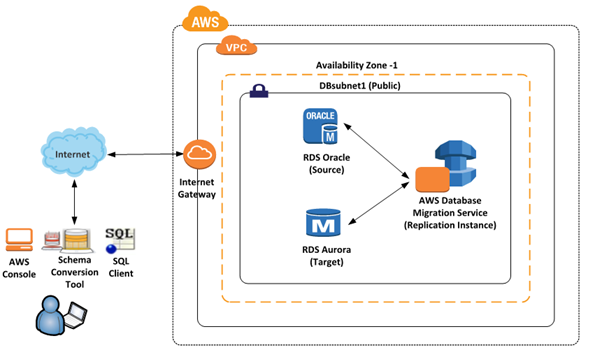 AWS
VPC
Availability Zone -1
DBsubnet1 (Public)
ORACLE
M
RDS Oracle
(Source)
Internet
Internet
Gateway
AWS Database
Migration Service
(Replication Instance)
M
RDS Aurora
(Target)
SQL
AWS
Console
Schema
Conversion
Tool
SQL
Client